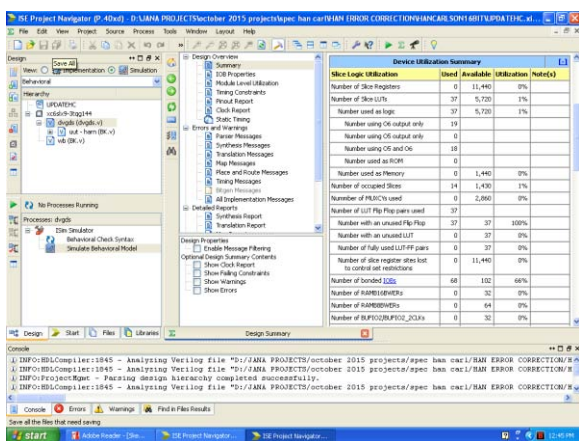 ISE Project Navigator (P.40xd) - D:\JANA PROJECTS\october 2015 projects\spec han carl\HAN ERROR CORRECTION\HANCARLSON16BIT\UPDATEHC.xi...
File Edit View Project Source Process Tools Window Layout Help
Design
Save All
View: Implementation Simulation
Behavioral
Hierarchy
UPDATEHC
xc6slx9-3tqg144
dvgds (dvgds.v)
uut - ham (BK.v)
wb (BK.v)
No Processes Running
Processes: dvgds
ISim Simulator
Behavioral Check Syntax
Simulate Behavioral Model
Design Start Files Libraries
Design Overview
Summary
IOB Properties
Module Level Utilization
Timing Constraints
Pinout Report
Clock Report
Static Timing
Errors and Warnings
Parser Messages
Synthesis Messages
Translation Messages
Map Messages
Place and Route Messages
Timing Messages
Bitgen Messages
All Implementation Messages
Detailed Reports
Synthesis Report
Translation Report
Design Properties
Enable Message Filtering
Optional Design Summary Contents
Show Clock Report
Show Failing Constraints
Show Warnings
Show Errors
Design Summary
Device Utilization Summary [-]
Slice Logic Utilization Used Available Utilization Note(s)
Number of Slice Registers 0 11,440 0%
Number of Slice LUTs 37 5,720 1%
Number used as logic 37 5,720 1%
Number using O6 output only 19
Number using O5 output only 0
Number using O5 and O6 18
Number used as ROM 0
Number used as Memory 0 1,440 0%
Number of occupied Slices 14 1,430 1%
Nummber of MUXCYs used 0 2,860 0%
Number of LUT Flip Flop pairs used 37
Number with an unused Flip Flop 37 37 100%
Number with an unused LUT 0 37 0%
Number of fully used LUT-FF pairs 0 37 0%
Number of slice register sites lost to control set restrictions 0 11,440 0%
Number of bonded IOBs 68 102 66%
Number of RAMB16BWERs 0 32 0%
Number of RAMB8BWERs 0 64 0%
Number of BUFIO2/BUFIO2_2CLKs 0 32 0%
Console
INFO:HDLCompiler:1845 - Analyzing Verilog file "D:/JANA PROJECTS/october 2015 projects/spec han carl/HAN ERROR CORRECTION/H
INFO:ProjectMgmt - Parsing design hierarchy completed successfully.
INFO:HDLCompiler:1845 - Analyzing Verilog file "D:/JANA PROJECTS/october 2015 projects/spec han carl/HAN ERROR CORRECTION/H
INFO:HDLCompiler:1845 - Analyzing Verilog file "D:/JANA PROJECTS/october 2015 projects/spec han carl/HAN ERROR CORRECTION/H
Console Errors Warnings Find in Files Results
Save all the files that need saving
start Adobe Reader - [Ske... ISE Project Navigator... ISE Project Navigator... 12:45 PM